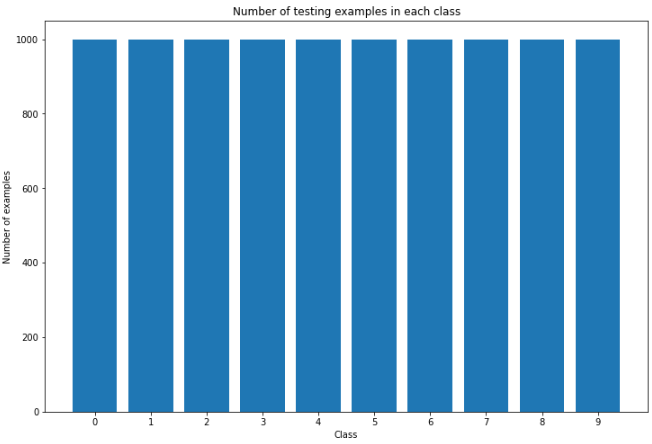 Number of testing examples in each class
Number of examples
1000
800
600
400
200
0
0 1 2 3 4 5 6 7 8 9
Class